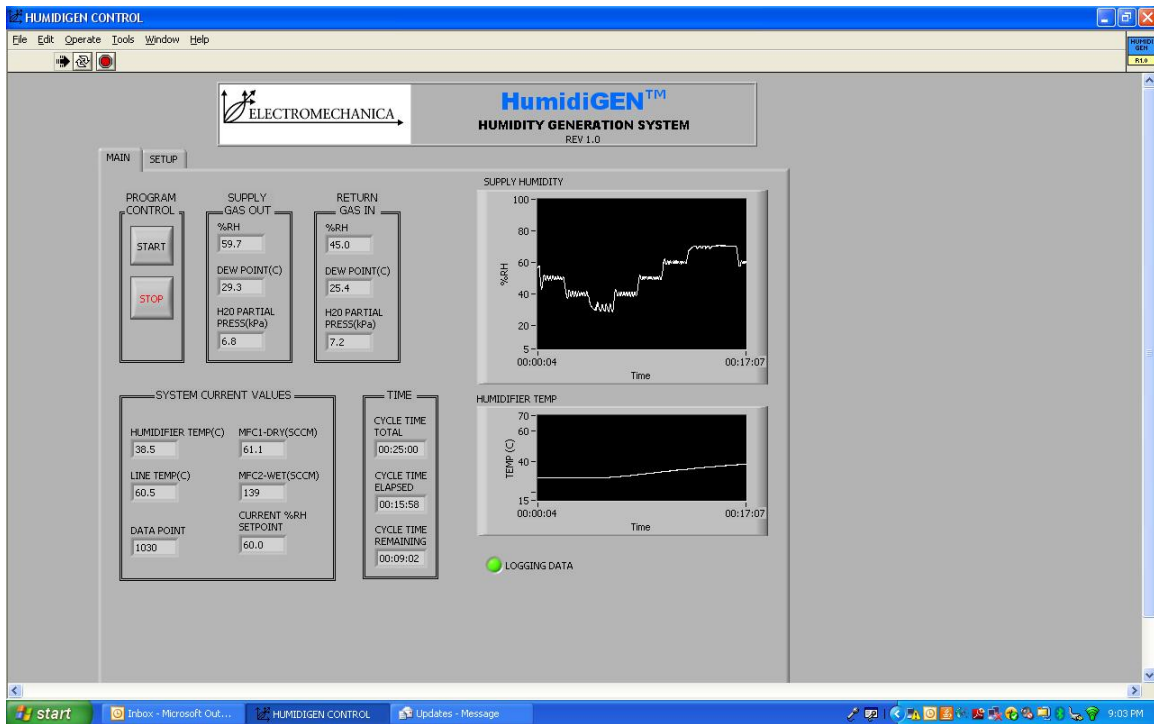 HUMIDIGEN CONTROL
File Edit Operate Tools Window Help
HUMIDI
GEN
R1.0
ELECTROMECHANICA
HumidiGEN™
HUMIDITY GENERATION SYSTEM
REV 1.0
MAIN SETUP
PROGRAM
CONTROL
START
STOP
SUPPLY
GAS OUT
%RH
59.7
DEW POINT(C)
29.3
H20 PARTIAL
PRESS(kPa)
6.8
RETURN
GAS IN
%RH
45.0
DEW POINT(C)
25.4
H20 PARTIAL
PRESS(kPa)
7.2
SUPPLY HUMIDITY
%RH
100
80
60
40
20
5
00:00:04 00:17:07
Time
SYSTEM CURRENT VALUES
HUMIDIFIER TEMP(C)
38.5
LINE TEMP(C)
60.5
DATA POINT
1030
MFC1-DRY(SCCM)
61.1
MFC2-WET(SCCM)
139
CURRENT %RH
SETPOINT
60.0
TIME
CYCLE TIME
TOTAL
00:25:00
CYCLE TIME
ELAPSED
00:15:58
CYCLE TIME
REMAINING
00:09:02
HUMIDIFIER TEMP
TEMP (C)
70
60
40
15
00:00:04 00:17:07
Time
LOGGING DATA
start
Inbox - Microsoft Out...
HUMIDIGEN CONTROL
Updates - Message
9:03 PM